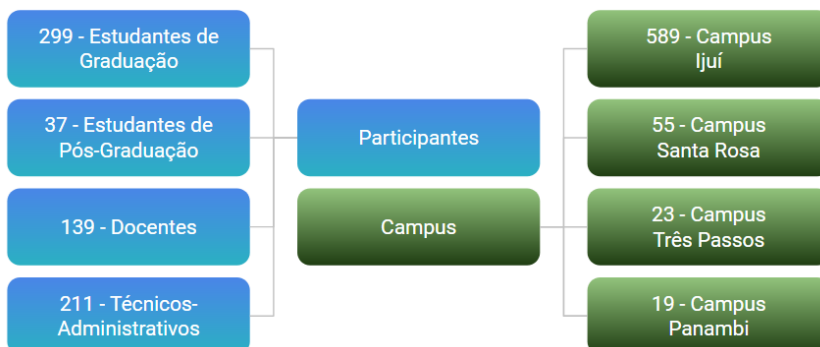 299 - Estudantes de
Graduação
37 - Estudantes de
Pós-Graduação
139 - Docentes
211 - Técnicos-
Administrativos
Participantes
Campus
589 - Campus
Ijuí
55 - Campus
Santa Rosa
23 - Campus
Três Passos
19 - Campus
Panambi